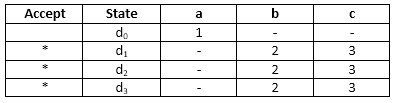 Accept State a b c
d₀ 1 - -
* d₁ - 2 3
* d₂ - 2 3
* d₃ - 2 3